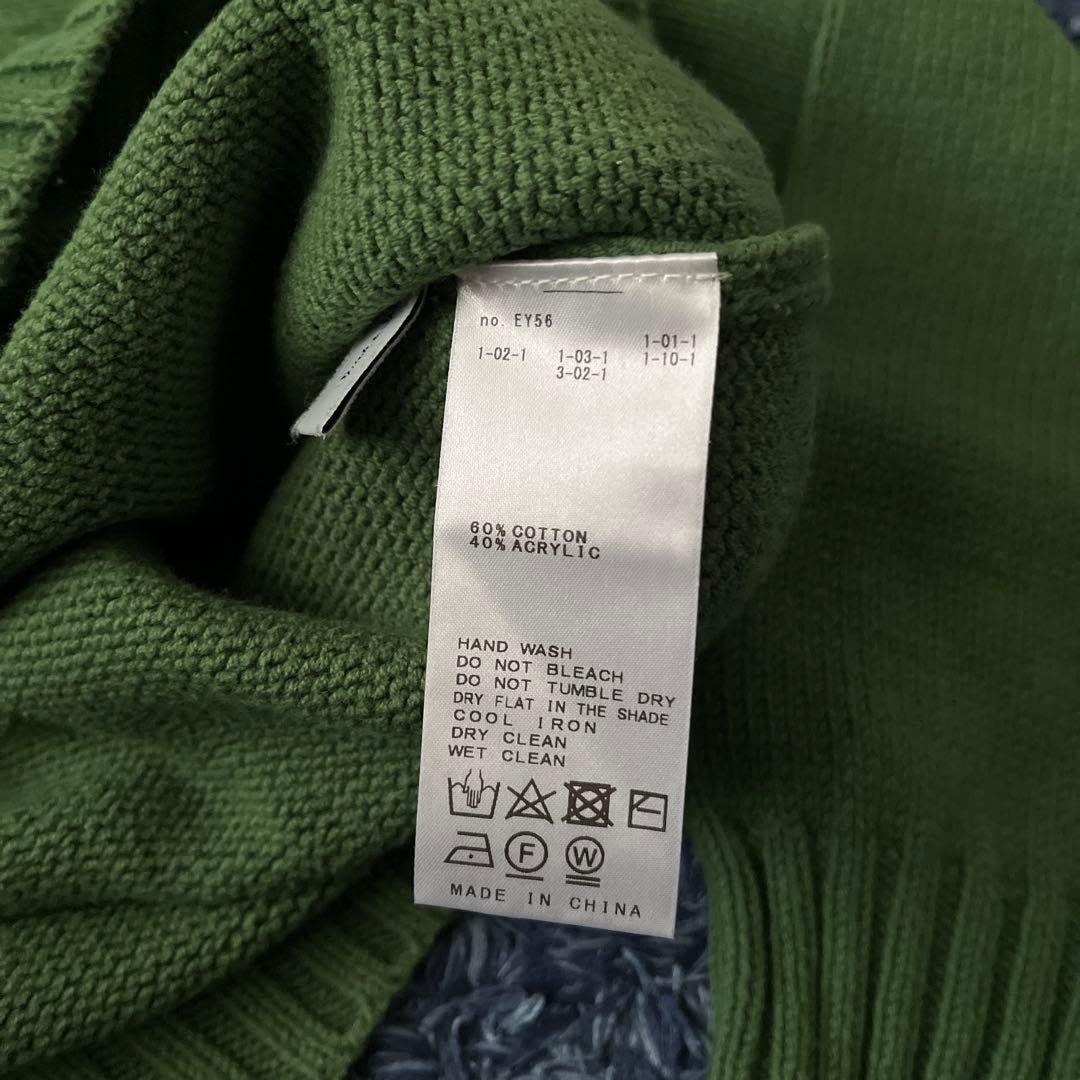 no. EY56
1-01-1
1-02-1 1-03-1 1-10-1
3-02-1
60% COTTON
40% ACRYLIC
HAND WASH
DO NOT BLEACH
DO NOT TUMBLE DRY
DRY FLAT IN THE SHADE
COOL IRON
DRY CLEAN
WET CLEAN
F W
MADE IN CHINA